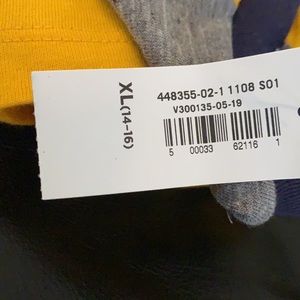 XL(14-16)
448355-02-1 1108 S01
V300135-05-19
5 00033 62116 1